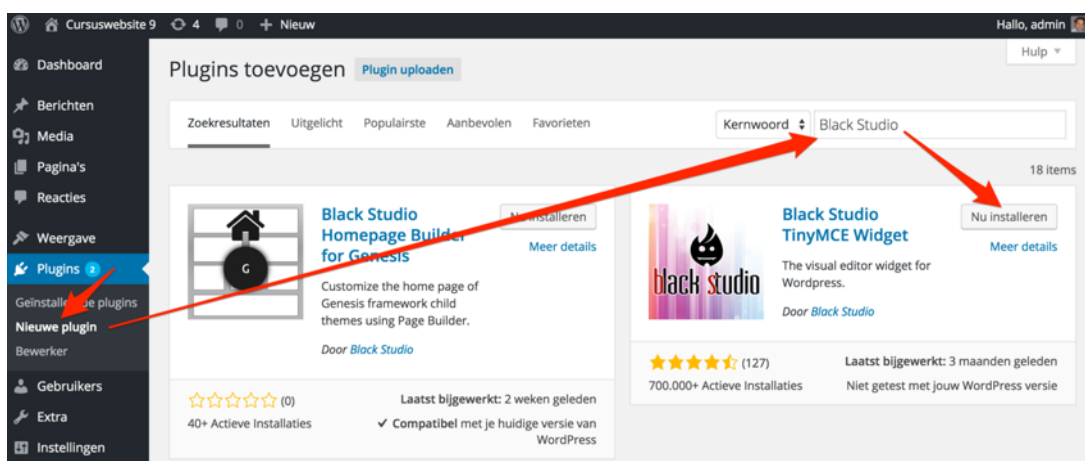 Cursuswebsite 9 4 0 + Nieuw Hallo, admin
Hulp
Dashboard
Berichten
Media
Pagina's
Reacties
Weergave
Plugins 2
Geïnstalleerde plugins
Nieuwe plugin
Bewerker
Gebruikers
Extra
Instellingen
Plugins toevoegen Plugin uploaden
Zoekresultaten Uitgelicht Populairste Aanbevolen Favorieten Kernwoord Black Studio
18 items
G
Black Studio
Homepage Builder
for Genesis
Nu installeren
Meer details
Customize the home page of
Genesis framework child
themes using Page Builder.
Door Black Studio
(0)
Laatst bijgewerkt: 2 weken geleden
40+ Actieve Installaties
✓ Compatibel met je huidige versie van
WordPress
black studio
Black Studio
TinyMCE Widget
Nu installeren
Meer details
The visual editor widget for
Wordpress.
Door Black Studio
(127)
Laatst bijgewerkt: 3 maanden geleden
700.000+ Actieve Installaties
Niet getest met jouw WordPress versie